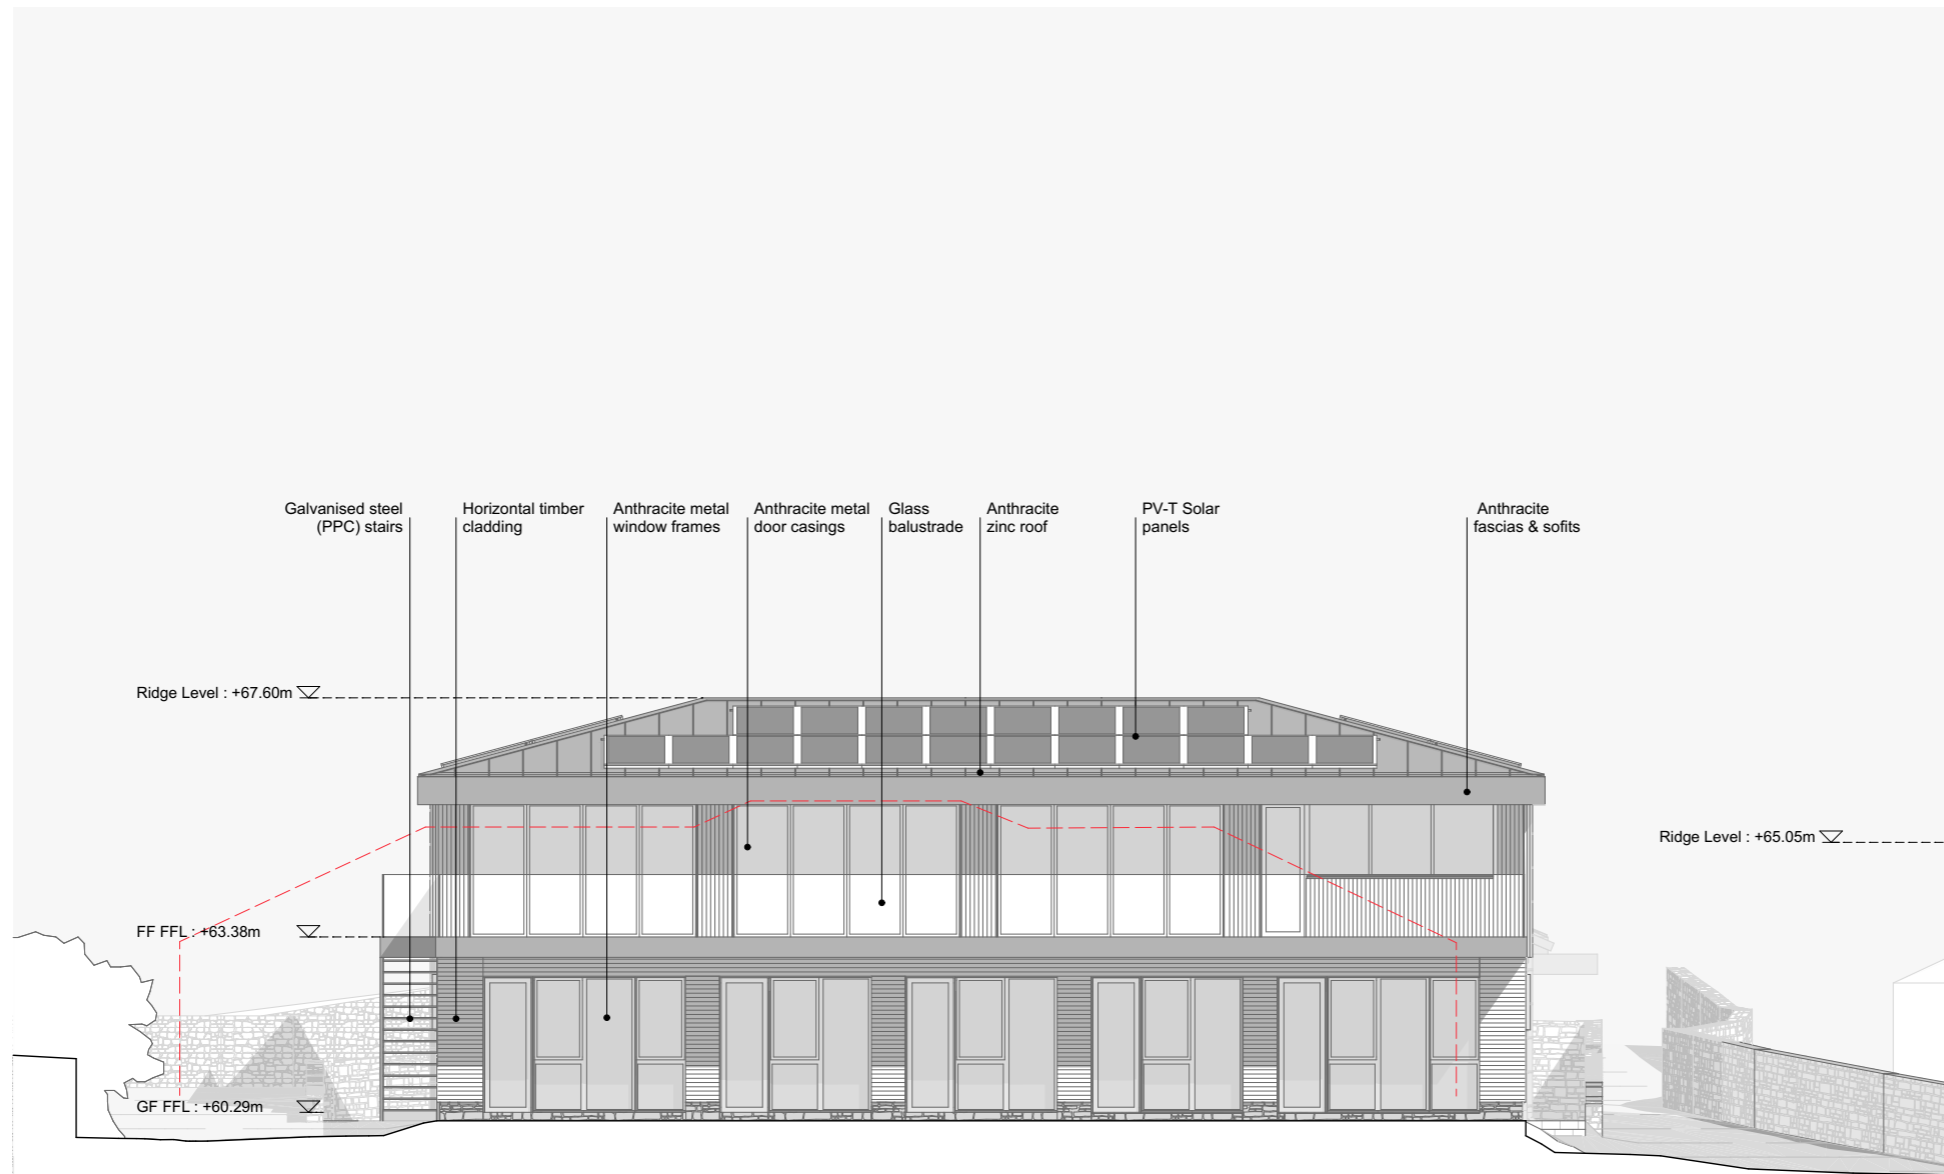 Galvanised steel
(PPC) stairs
Horizontal timber
cladding
Anthracite metal
window frames
Anthracite metal
door casings
Glass
balustrade
Anthracite
zinc roof
PV-T Solar
panels
Anthracite
fascias & sofits
Ridge Level : +67.60m
Ridge Level : +65.05m
FF FFL : +63.38m
GF FFL : +60.29m